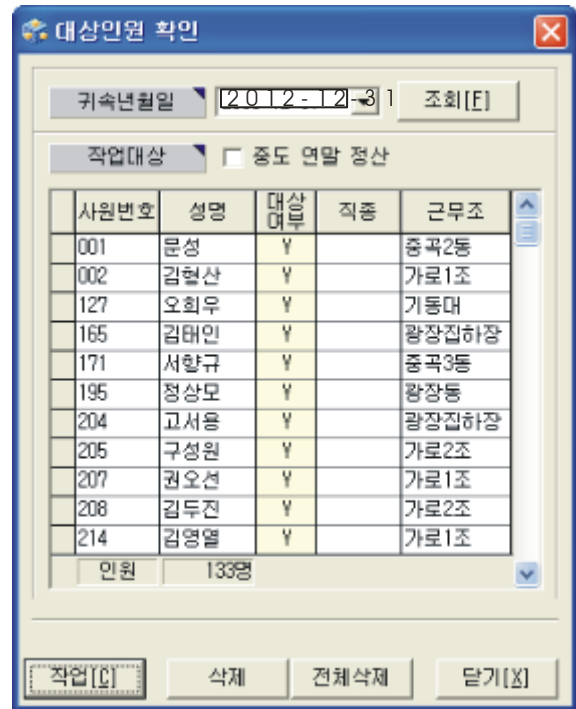 대상인원 확인
귀속년월일 2012-12-31 조회[F]
작업대상 중도 연말 정산
사원번호 성명 대상여부 직종 근무조
001 문성 Y 중곡2동
002 김형산 Y 가로1조
127 오희우 Y 기동대
165 김태인 Y 광장집하장
171 서향규 Y 중곡3동
195 정상모 Y 광장동
204 고서용 Y 광장집하장
205 구성원 Y 가로2조
207 권오선 Y 가로1조
208 김두진 Y 가로2조
214 김영열 Y 가로1조
인원 133명
작업[C] 삭제 전체삭제 닫기[X]